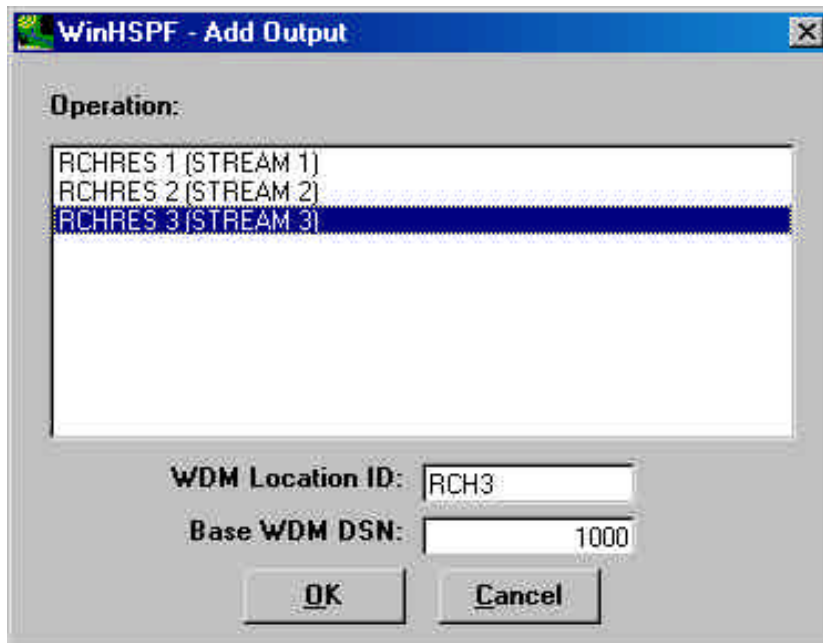 WinHSPF - Add Output
Operation:
RCHRES 1 (STREAM 1)
RCHRES 2 (STREAM 2)
RCHRES 3 (STREAM 3)
WDM Location ID: RCH3
Base WDM DSN: 1000
OK Cancel